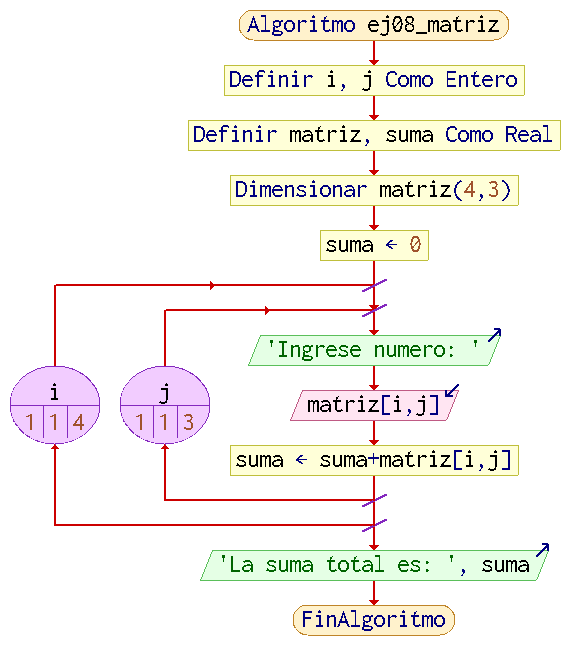 Algoritmo ej08_matriz
Definir i, j Como Entero
Definir matriz, suma Como Real
Dimensionar matriz(4,3)
suma ← 0
'Ingrese numero: '
i
1 1 4
j
1 1 3
matriz[i,j]
suma ← suma+matriz[i,j]
'La suma total es: ', suma
FinAlgoritmo